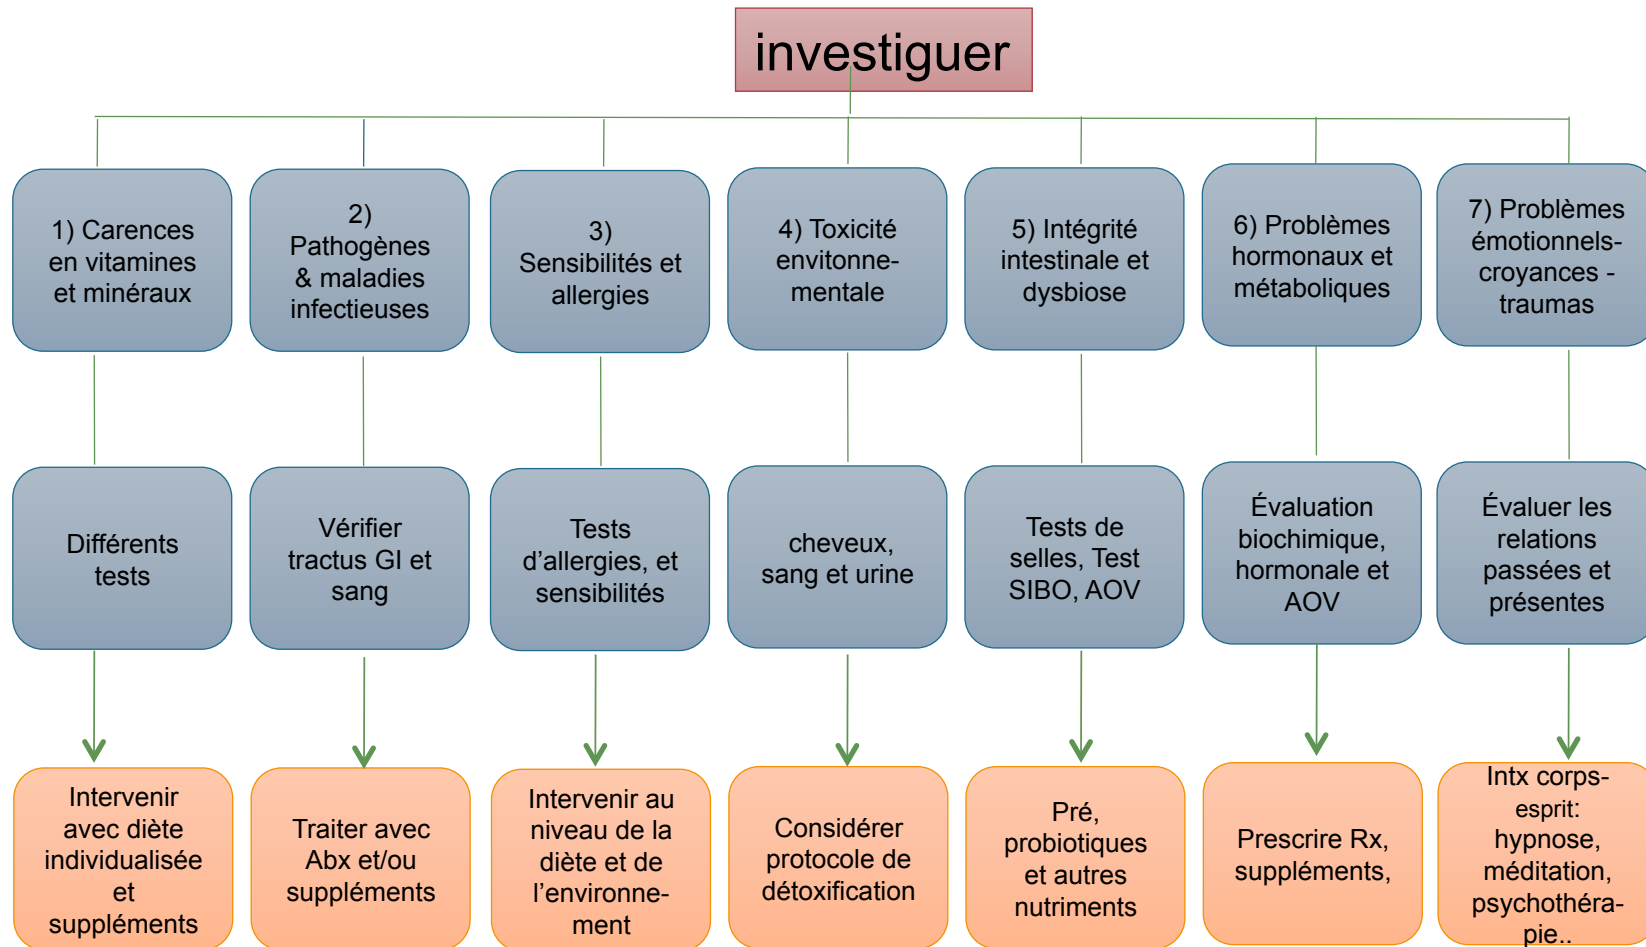 investiguer
1) Carences
en vitamines
et minéraux
2)
Pathogènes
& maladies
infectieuses
3)
Sensibilités et
allergies
4) Toxicité
envitonne-
mentale
5) Intégrité
intestinale et
dysbiose
6) Problèmes
hormonaux et
métaboliques
7) Problèmes
émotionnels-
croyances -
traumas
Différents
tests
Vérifier
tractus GI et
sang
Tests
d’allergies, et
sensibilités
cheveux,
sang et urine
Tests de
selles, Test
SIBO, AOV
Évaluation
biochimique,
hormonale et
AOV
Évaluer les
relations
passées et
présentes
Intervenir
avec diète
individualisée
et
suppléments
Traiter avec
Abx et/ou
suppléments
Intervenir au
niveau de la
diète et de
l’environne-
ment
Considérer
protocole de
détoxification
Pré,
probiotiques
et autres
nutriments
Prescrire Rx,
suppléments,
Intx corps-
esprit:
hypnose,
méditation,
psychothéra-
pie..